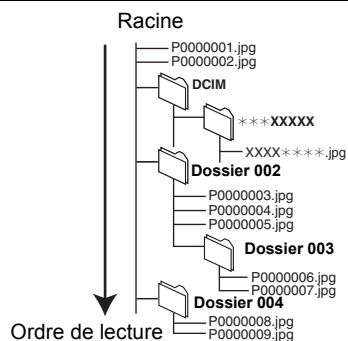 Racine
P0000001.jpg
P0000002.jpg
DCIM
***XXXXX
XXXX****.jpg
Dossier 002
P0000003.jpg
P0000004.jpg
P0000005.jpg
Dossier 003
P0000006.jpg
P0000007.jpg
Dossier 004
P0000008.jpg
P0000009.jpg
Ordre de lecture